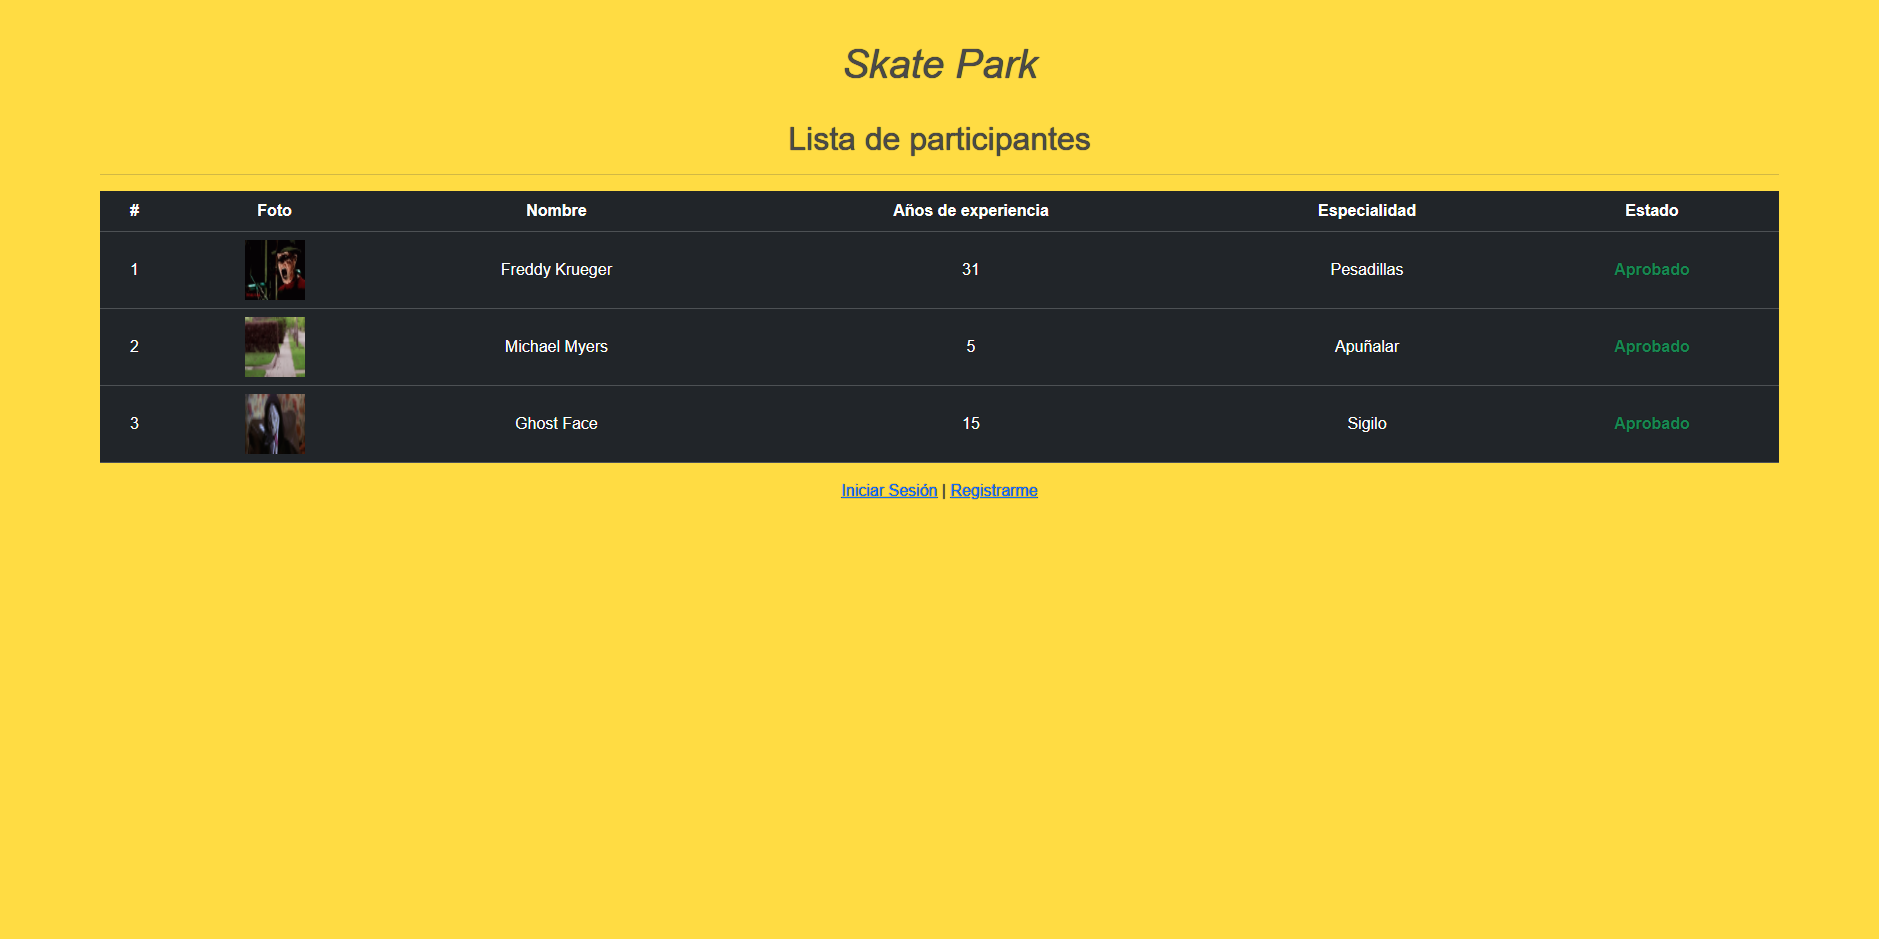 Skate Park
Lista de participantes
# Foto Nombre Años de experiencia Especialidad Estado
1 Freddy Krueger 31 Pesadillas Aprobado
2 Michael Myers 5 Apuñalar Aprobado
3 Ghost Face 15 Sigilo Aprobado
Iniciar Sesión | Registrarme